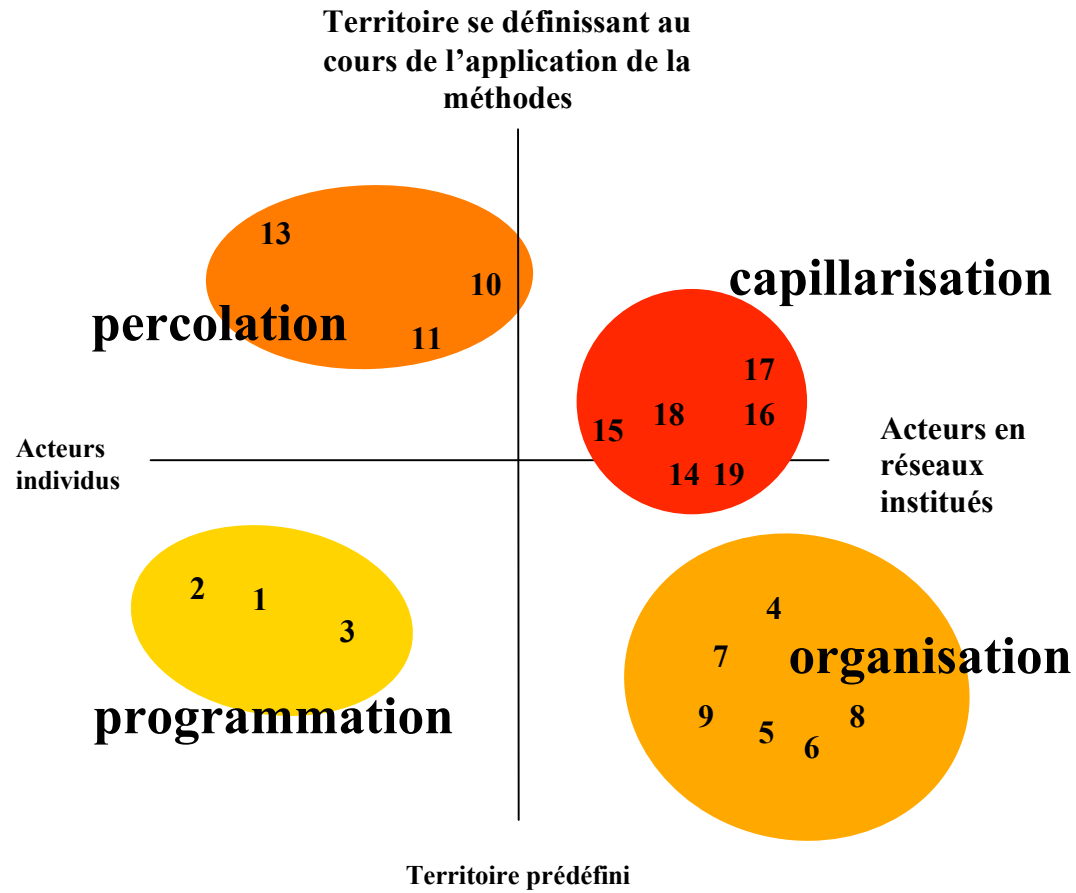 Territoire se définissant au
cours de l’application de la
méthodes
13
10
capillarisation
percolation
11
17
18
16
15
Acteurs en
réseaux
institués
Acteurs
individus
14 19
2
1
3
4
7
organisation
programmation
9
8
5
6
Territoire prédéfini